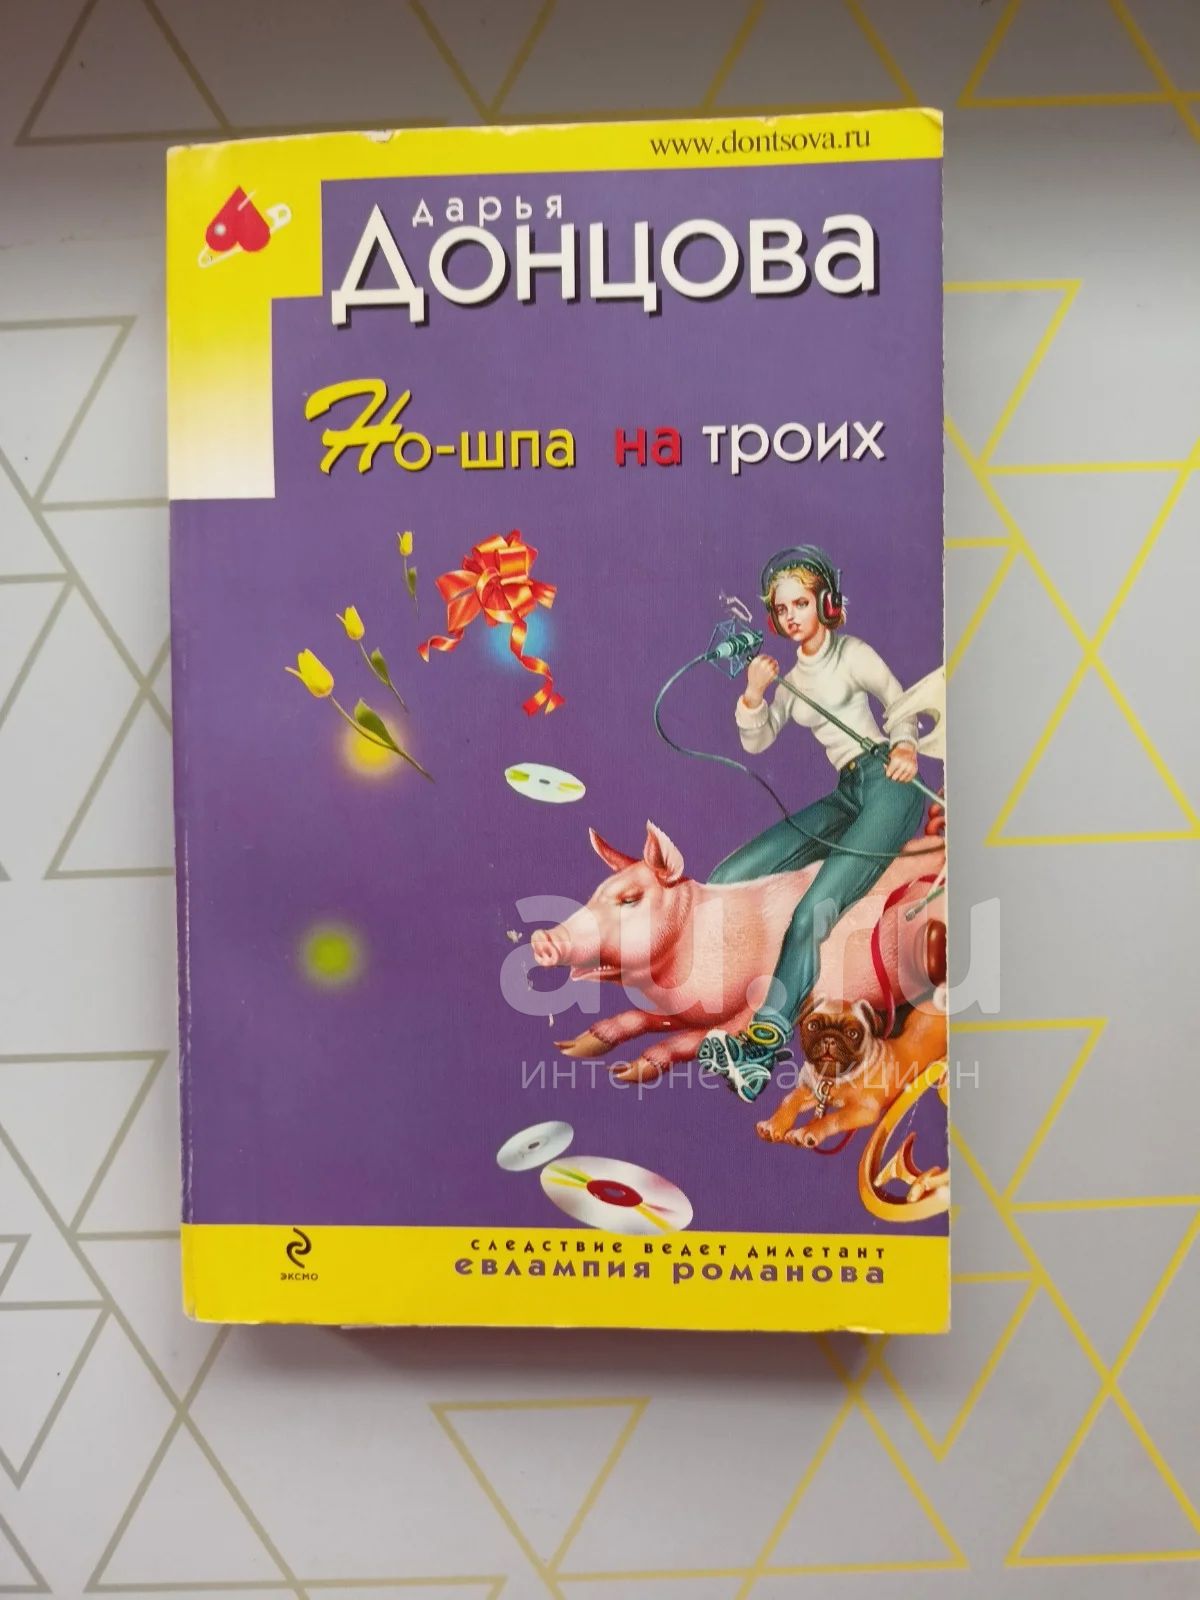 www.dontsova.ru
дарья
Донцова
Но-шпа на троих
au.ru
интернет-аукцион
следствие ведет дилетант
евлампия романова
эксмо